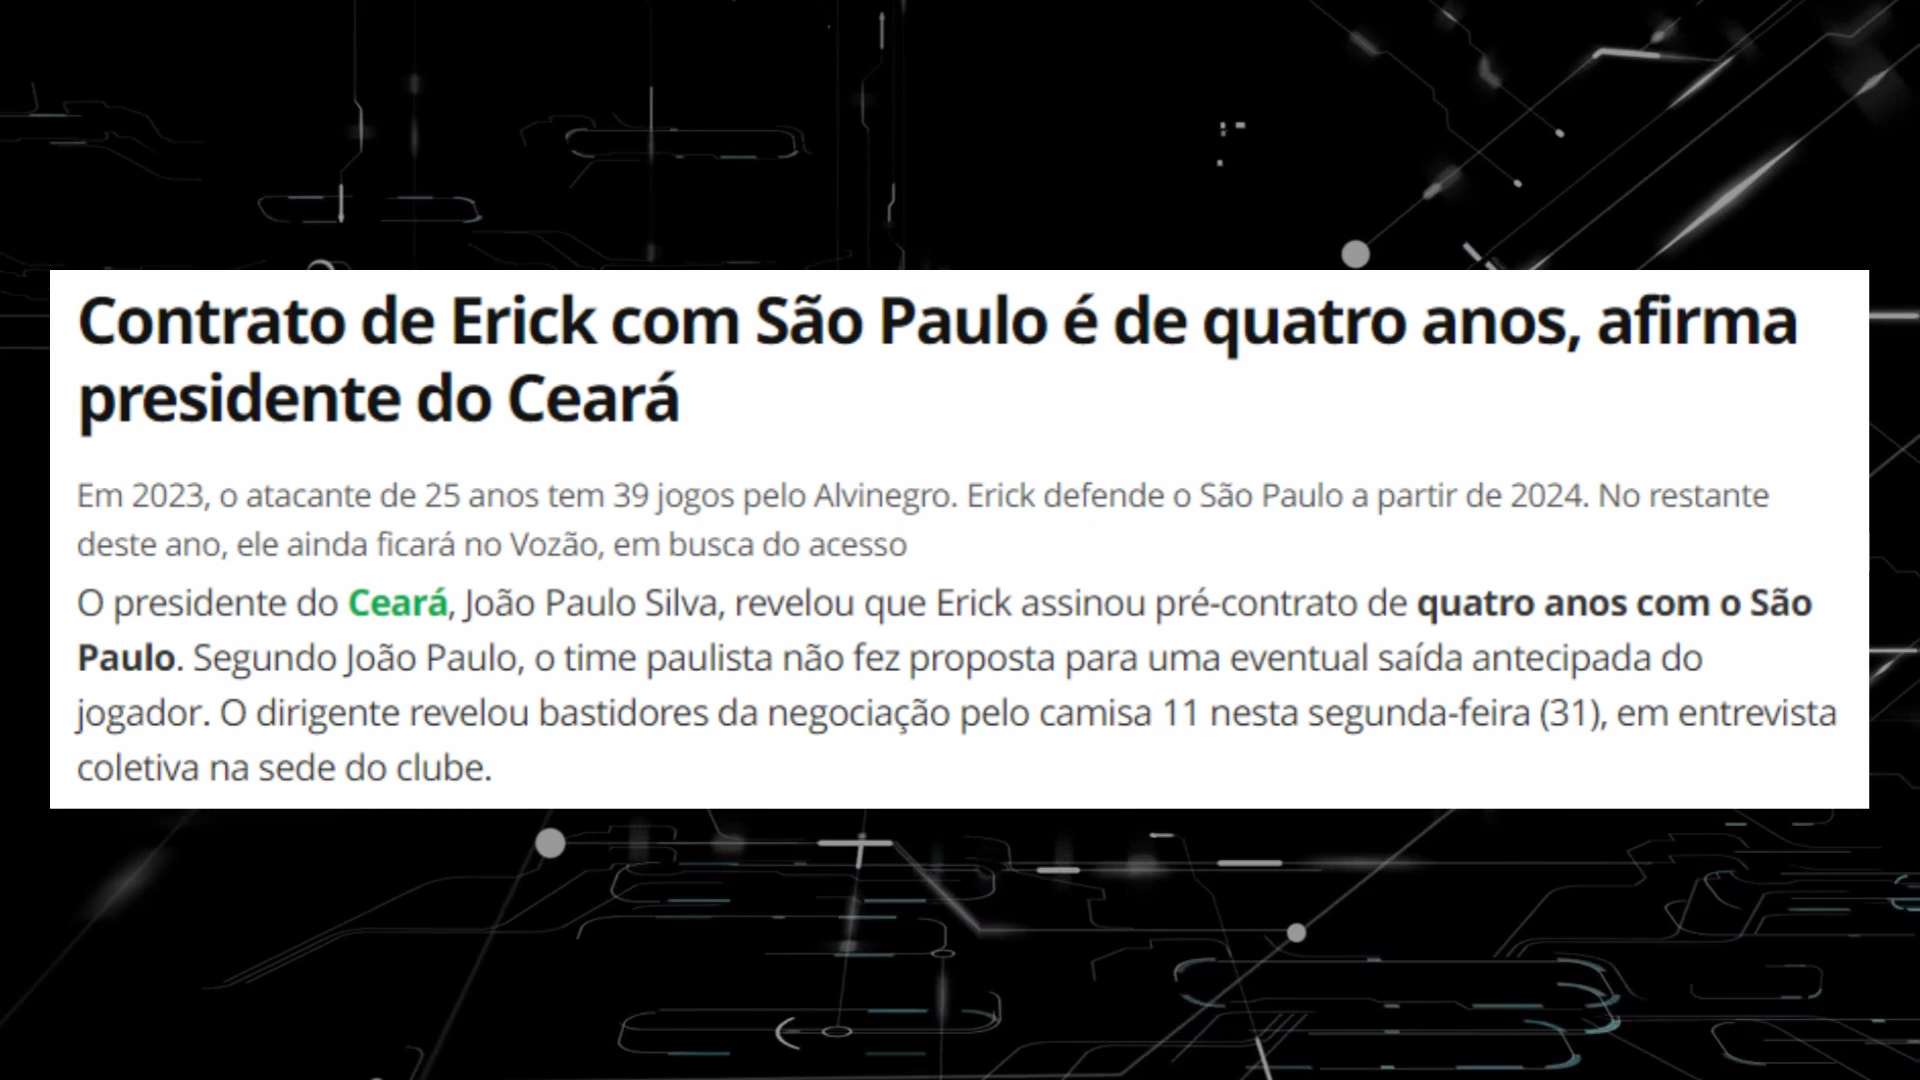 Contrato de Erick com São Paulo é de quatro anos, afirma
presidente do Ceará
Em 2023, o atacante de 25 anos tem 39 jogos pelo Alvinegro. Erick defende o São Paulo a partir de 2024. No restante
deste ano, ele ainda ficará no Vozão, em busca do acesso
O presidente do Ceará, João Paulo Silva, revelou que Erick assinou pré-contrato de quatro anos com o São
Paulo. Segundo João Paulo, o time paulista não fez proposta para uma eventual saída antecipada do
jogador. O dirigente revelou bastidores da negociação pelo camisa 11 nesta segunda-feira (31), em entrevista
coletiva na sede do clube.